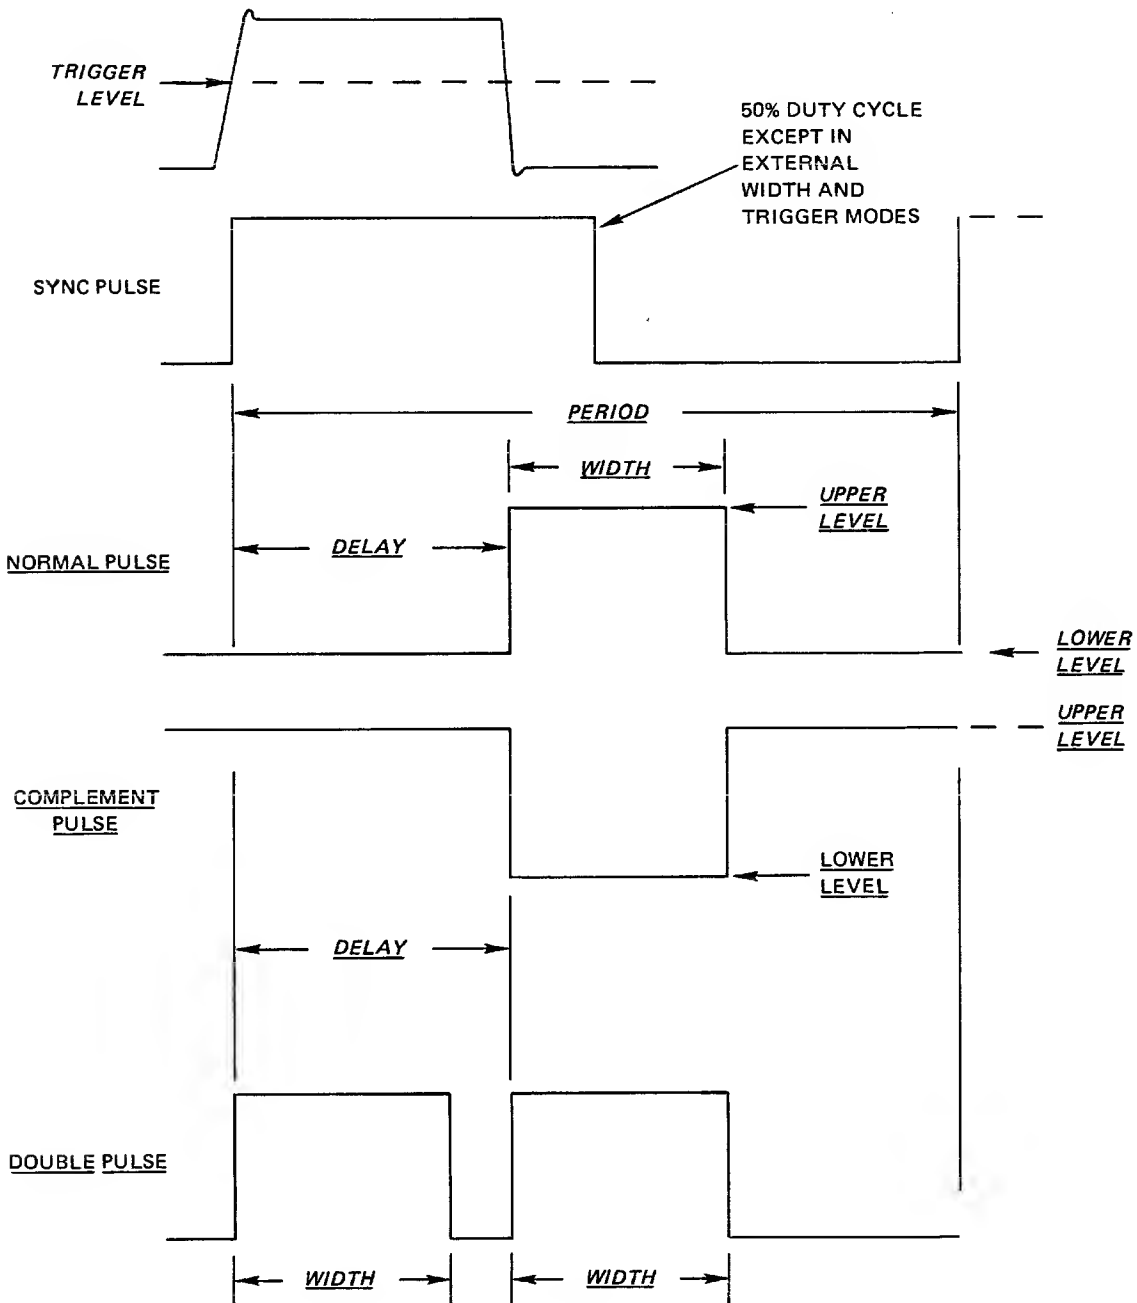 TRIGGER
LEVEL
50% DUTY CYCLE
EXCEPT IN
EXTERNAL
WIDTH AND
TRIGGER MODES
SYNC PULSE
PERIOD
WIDTH
UPPER
LEVEL
DELAY
NORMAL PULSE
LOWER
LEVEL
UPPER
LEVEL
COMPLEMENT
PULSE
LOWER
LEVEL
DELAY
DOUBLE PULSE
WIDTH
WIDTH